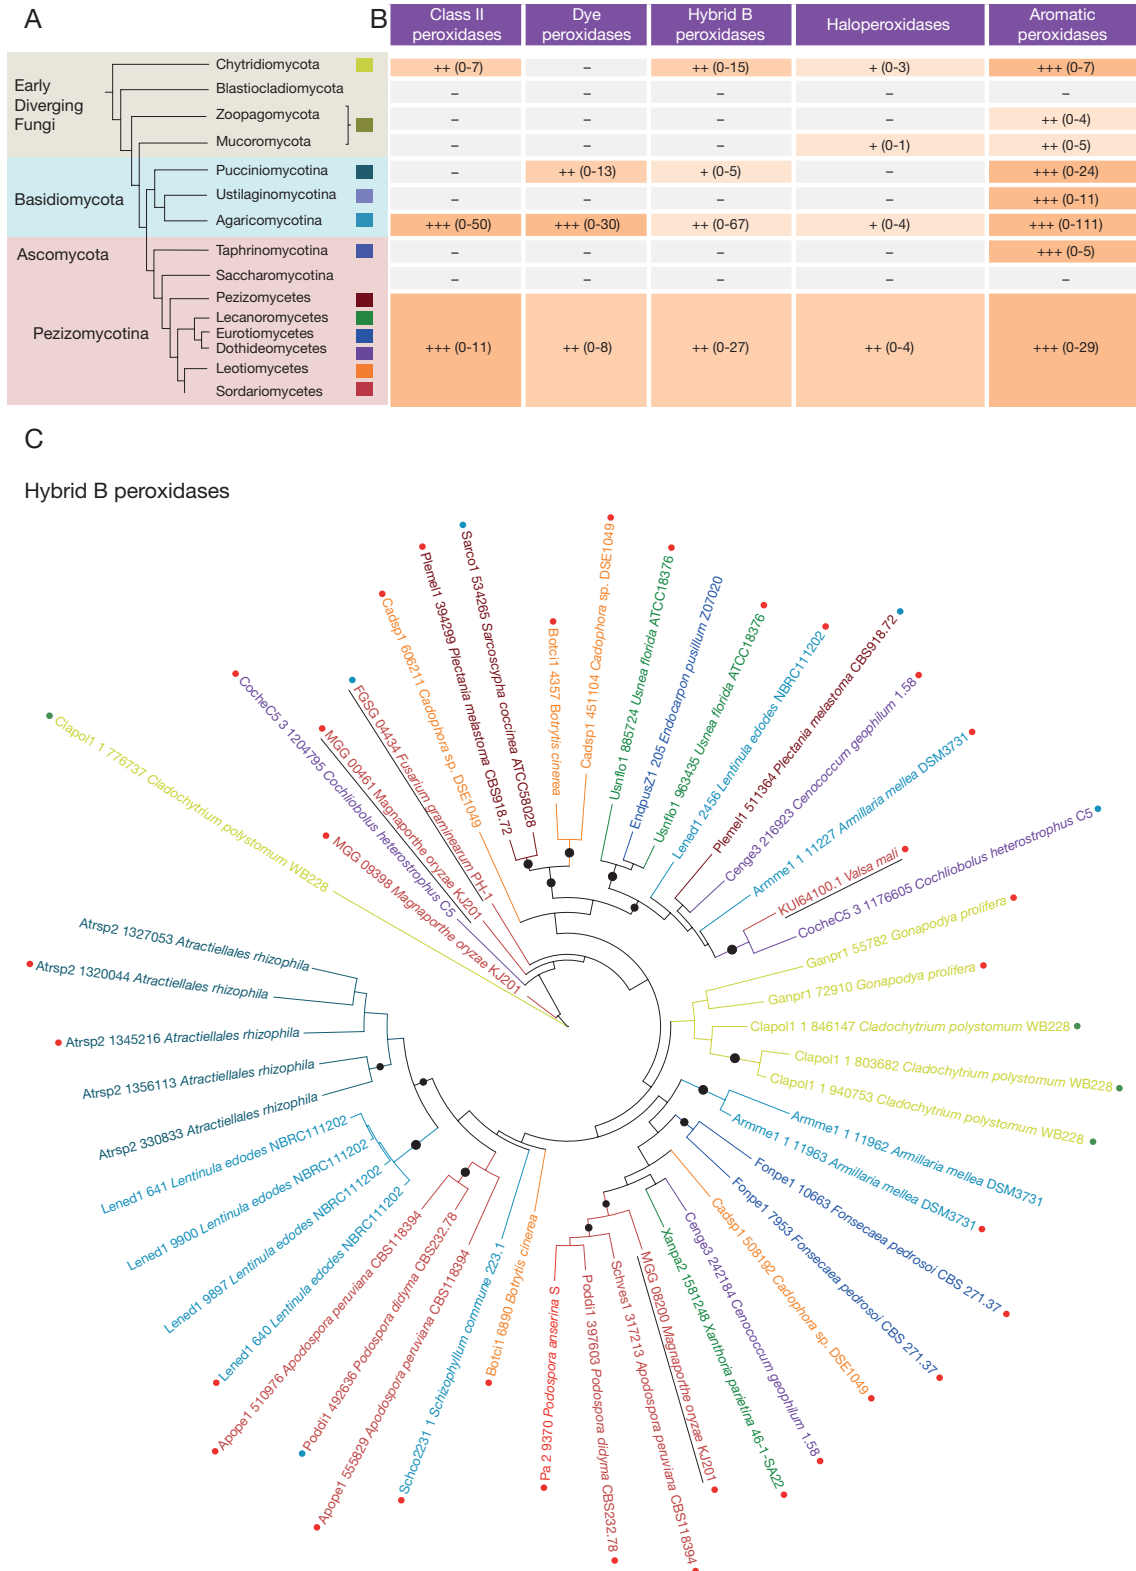 A
B
Class II
peroxidases
Dye
peroxidases
Hybrid B
peroxidases
Haloperoxidases
Aromatic
peroxidases
Early
Diverging
Fungi
Chytridiomycota
++ (0-7)
–
++ (0-15)
+ (0-3)
+++ (0-7)
Blastiocladiomycota
–
–
–
–
–
Zoopagomycota
–
–
–
–
++ (0-4)
Mucoromycota
–
–
–
+ (0-1)
++ (0-5)
Basidiomycota
Pucciniomycotina
–
++ (0-13)
+ (0-5)
–
+++ (0-24)
Ustilaginomycotina
–
–
–
–
+++ (0-11)
Agaricomycotina
+++ (0-50)
+++ (0-30)
++ (0-67)
+ (0-4)
+++ (0-111)
Ascomycota
Taphrinomycotina
–
–
–
–
+++ (0-5)
Saccharomycotina
–
–
–
–
–
Pezizomycotina
Pezizomycetes
Lecanoromycetes
Eurotiomycetes
Dothideomycetes
Leotiomycetes
Sordariomycetes
+++ (0-11)
++ (0-8)
++ (0-27)
++ (0-4)
+++ (0-29)
C
Hybrid B peroxidases
Clapol1 1 776737 Cladochytrium polystomum WB228
MGG 09398 Magnaporthe oryzae KJ201
CocheC5 3 1204795 Cochliobolus heterostrophus C5
MGG 00461 Magnaporthe oryzae KJ201
FGSG 04434 Fusarium graminearum PH-1
Cadsp1 606211 Cadophora sp. DSE1049
Plemel1 394299 Plectania melastoma CBS918.72
Sarco1 534265 Sarcoscypha coccinea ATCC58028
Botci1 4357 Botrytis cinerea
Cadsp1 451104 Cadophora sp. DSE1049
Usnflo1 885724 Usnea florida ATCC18376
EndpusZ1 205 Endocarpon pusillum Z07020
Usnflo1 963435 Usnea florida ATCC18376
Lened1 2456 Lentinula edodes NBRC111202
Plemel1 511364 Plectania melastoma CBS918.72
Cenge3 216923 Cenococcum geophilum 1.58
Armme1 1 11227 Armillaria mellea DSM3731
KUI64100.1 Valsa mali
CocheC5 3 1176605 Cochliobolus heterostrophus C5
Ganpr1 55782 Gonapodya prolifera
Ganpr1 72910 Gonapodya prolifera
Clapol1 1 846147 Cladochytrium polystomum WB228
Clapol1 1 803682 Cladochytrium polystomum WB228
Clapol1 1 940753 Cladochytrium polystomum WB228
Armme1 1 11962 Armillaria mellea DSM3731
Armme1 1 11963 Armillaria mellea DSM3731
Fonpe1 10663 Fonsecaea pedrosoi CBS 271.37
Fonpe1 7953 Fonsecaea pedrosoi CBS 271.37
Cadsp1 508192 Cadophora sp. DSE1049
Cenge3 242184 Cenococcum geophilum 1.58
Xanpa2 1581248 Xanthoria parietina 46-1-SA22
MGG 08200 Magnaporthe oryzae KJ201
Schves1 317213 Apodospora peruviana CBS118394
Poddi1 397603 Podospora didyma CBS232.78
Pa 2 9370 Podospora anserina S
Botci1 6890 Botrytis cinerea
Schco2231 1 Schizophyllum commune 223.1
Apope1 555829 Apodospora peruviana CBS118394
Poddi1 492636 Podospora didyma CBS232.78
Apope1 510976 Apodospora peruviana CBS118394
Lened1 640 Lentinula edodes NBRC111202
Lened1 9897 Lentinula edodes NBRC111202
Lened1 9900 Lentinula edodes NBRC111202
Lened1 641 Lentinula edodes NBRC111202
Atrsp2 330833 Atractiellales rhizophila
Atrsp2 1356113 Atractiellales rhizophila
Atrsp2 1345216 Atractiellales rhizophila
Atrsp2 1320044 Atractiellales rhizophila
Atrsp2 1327053 Atractiellales rhizophila